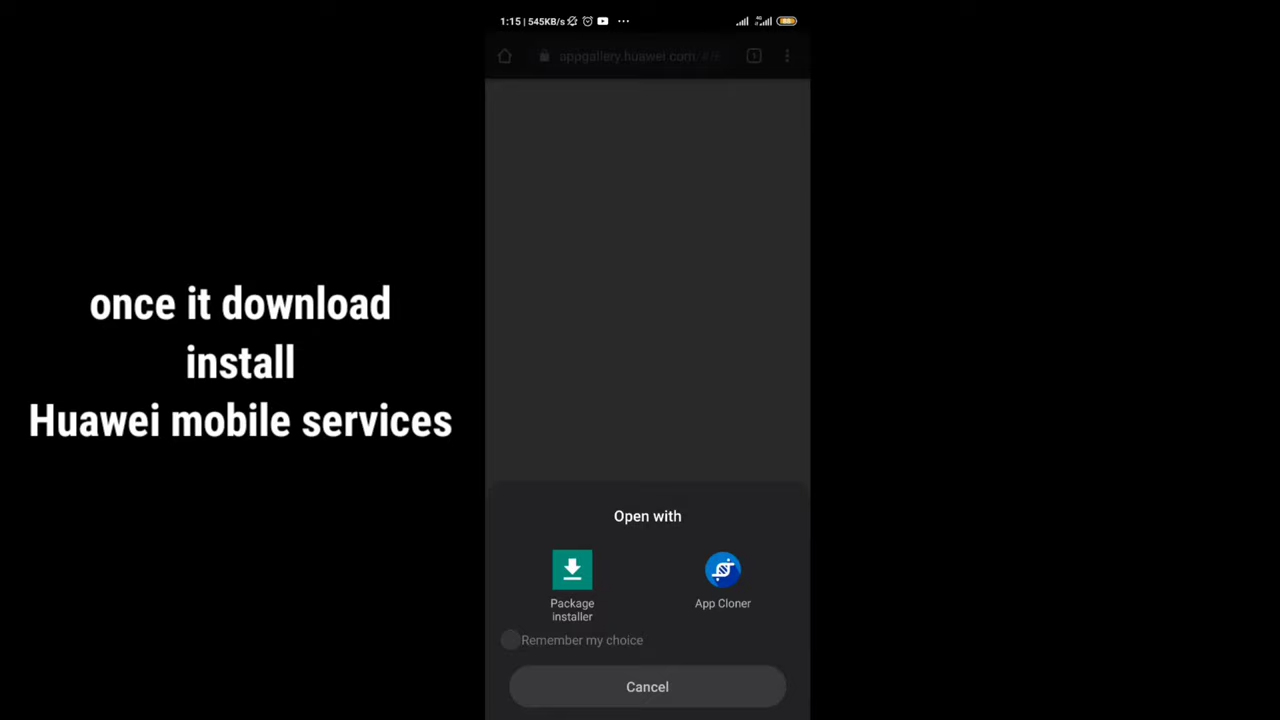 1:15 | 545KB/s
appgallery.huawei.com/#/
once it download
install
Huawei mobile services
Open with
Package
installer
App Cloner
Remember my choice
Cancel